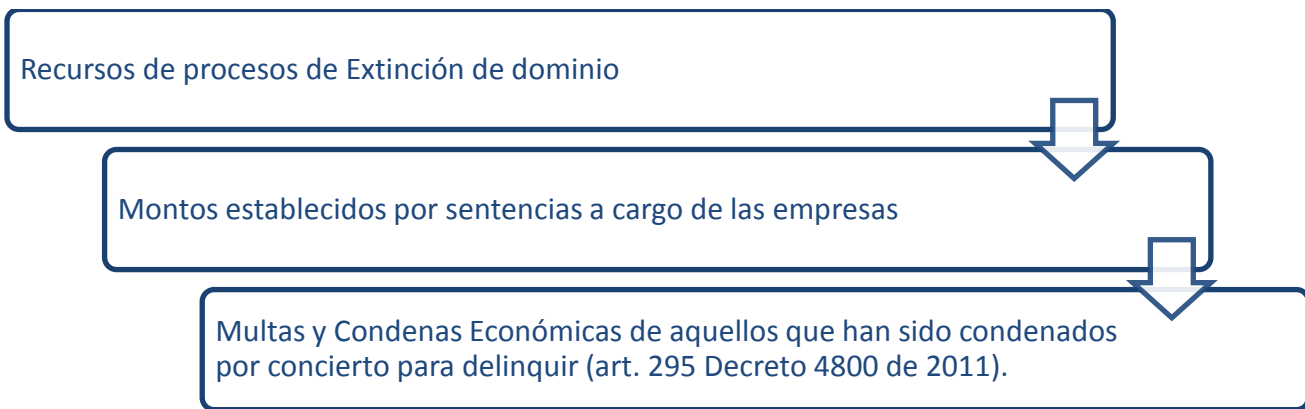 Recursos de procesos de Extinción de dominio
Montos establecidos por sentencias a cargo de las empresas
Multas y Condenas Económicas de aquellos que han sido condenados
por concierto para delinquir (art. 295 Decreto 4800 de 2011).